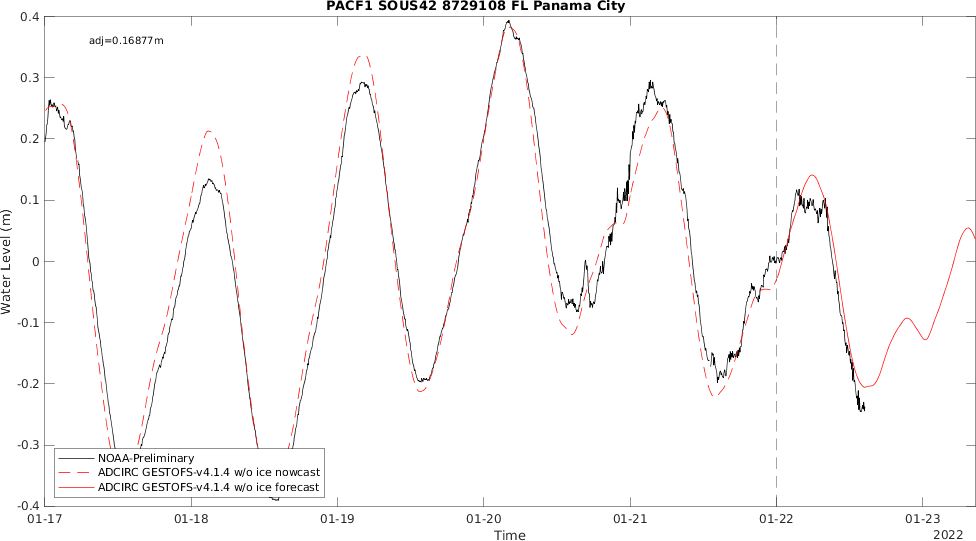 PACF1 SOUS42 8729108 FL Panama City
adj=0.16877m
0.4
0.3
0.2
0.1
0
-0.1
-0.2
-0.3
-0.4
Water Level (m)
NOAA-Preliminary
ADCIRC GESTOFS-v4.1.4 w/o ice nowcast
ADCIRC GESTOFS-v4.1.4 w/o ice forecast
01-17 01-18 01-19 01-20 01-21 01-22 01-23
Time
2022